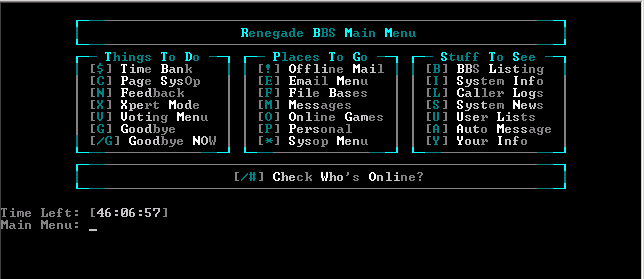 Renegade BBS Main Menu
Things To Do Places To Go Stuff To See
[$] Time Bank [!] Offline Mail [B] BBS Listing
[C] Page SysOp [E] Email Menu [I] System Info
[N] Feedback [F] File Bases [L] Caller Logs
[X] Xpert Mode [M] Messages [S] System News
[V] Voting Menu [O] Online Games [U] User Lists
[G] Goodbye [P] Personal [A] Auto Message
[/G] Goodbye NOW [*] Sysop Menu [Y] Your Info
[/#] Check Who's Online?
Time Left: [46:06:57]
Main Menu: _